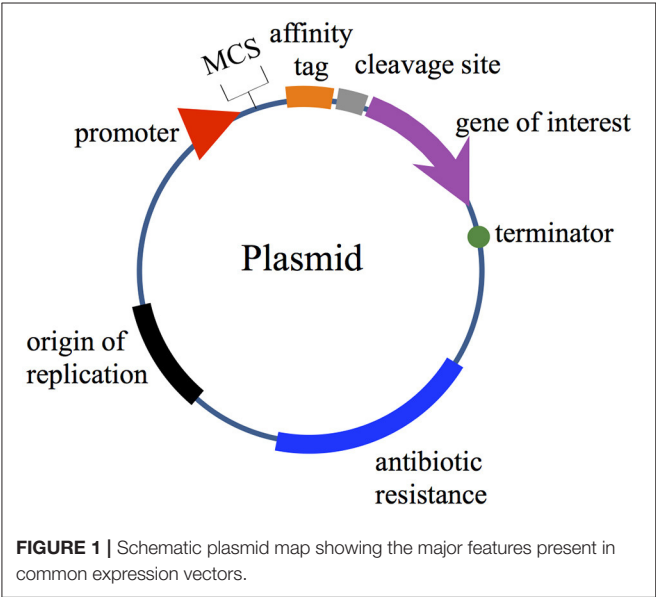 MCS
affinity
tag
cleavage site
promoter
gene of interest
terminator
Plasmid
origin of
replication
antibiotic
resistance
FIGURE 1 | Schematic plasmid map showing the major features present in
common expression vectors.